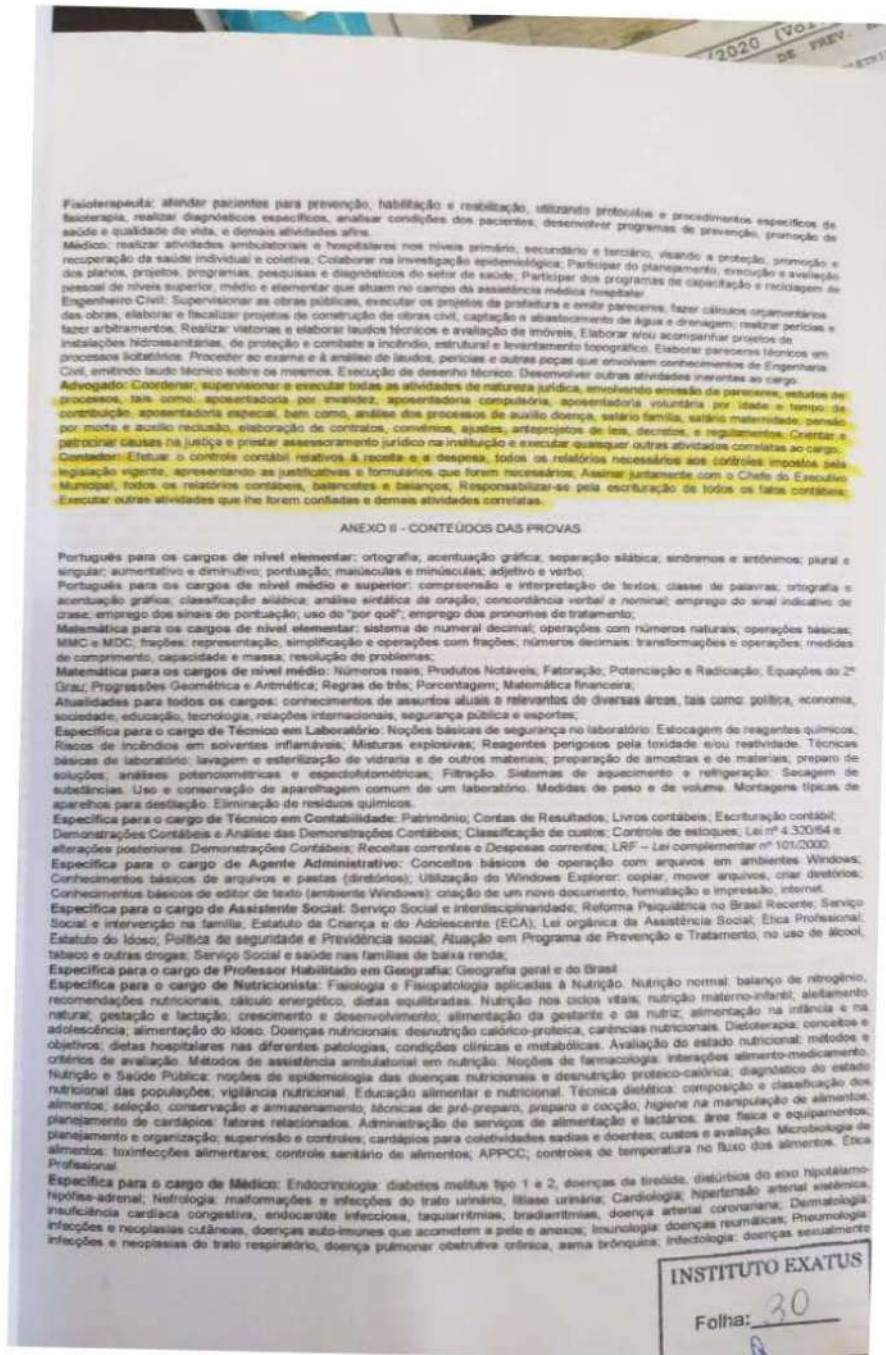 /2020 (Vol.
DE PREV.
Fisioterapeuta: atender pacientes para prevenção, habilitação e reabilitação, utilizando protocolos e procedimentos específicos de
fisioterapia, realizar diagnósticos específicos, analisar condições dos pacientes, desenvolver programas de prevenção, promoção de
saúde e qualidade de vida, e demais atividades afins.
Médico: realizar atividades ambulatoriais e hospitalares nos níveis primário, secundário e terciário, visando a proteção, promoção e
recuperação da saúde individual e coletiva; Colaborar na investigação epidemiológica; Participar do planejamento, execução e avaliação
dos planos, projetos, programas, pesquisas e diagnósticos do setor de saúde; Participar dos programas de capacitação e reciclagem de
pessoal de níveis superior, médio e elementar que atuam no campo da assistência médica hospitalar.
Engenheiro Civil: Supervisionar as obras públicas, executar os projetos da prefeitura e emitir pareceres, fazer cálculos orçamentários
das obras, elaborar e fiscalizar projetos de construção de obras civil, captação e abastecimento de água e drenagem; realizar perícias e
fazer arbitramentos; Realizar vistorias e elaborar laudos técnicos e avaliação de imóveis, Elaborar e/ou acompanhar projetos de
instalações hidrossanitárias, de proteção e combate a incêndio, estrutural e levantamento topográfico. Elaborar pareceres técnicos em
processos licitatórios. Proceder ao exame e à análise de laudos, perícias e outras peças que envolvam conhecimentos de Engenharia
Civil, emitindo laudo técnico sobre os mesmos. Execução de desenho técnico. Desenvolver outras atividades inerentes ao cargo.
Advogado: Coordenar, supervisionar e executar todas as atividades de natureza jurídica, envolvendo emissão de pareceres, estudos de
processos, tais como: aposentadoria por invalidez, aposentadoria compulsória, aposentadoria voluntária por idade e tempo de
contribuição, aposentadoria especial, bem como, análise dos processos de auxílio doença, salário família, salário maternidade, pensão
por morte e auxílio reclusão, elaboração de contratos, convênios, ajustes, anteprojetos de leis, decretos, e regulamentos. Orientar e
patrocinar causas na justiça e prestar assessoramento jurídico na instituição e executar quaisquer outras atividades correlatas ao cargo.
Contador: Efetuar o controle contábil relativos à receita e a despesa, todos os relatórios necessários aos controles impostos pela
legislação vigente, apresentando as justificativas e formulários que forem necessários; Assinar juntamente com o Chefe do Executivo
Municipal, todos os relatórios contábeis, balancetes e balanços; Responsabilizar-se pela escrituração de todos os fatos contábeis.
Executar outras atividades que lhe forem confiadas e demais atividades correlatas.
ANEXO II - CONTEÚDOS DAS PROVAS
Português para os cargos de nível elementar: ortografia; acentuação gráfica; separação silábica; sinônimos e antônimos; plural e
singular; aumentativo e diminutivo; pontuação; maiúsculas e minúsculas; adjetivo e verbo;
Português para os cargos de nível médio e superior: compreensão e interpretação de textos; classe de palavras; ortografia e
acentuação gráfica; classificação silábica; análise sintática da oração; concordância verbal e nominal; emprego do sinal indicativo de
crase; emprego dos sinais de pontuação; uso do "por quê"; emprego dos pronomes de tratamento;
Matemática para os cargos de nível elementar: sistema de numeral decimal; operações com números naturais; operações básicas;
MMC e MDC; frações: representação, simplificação e operações com frações; números decimais: transformações e operações; medidas
de comprimento, capacidade e massa; resolução de problemas;
Matemática para os cargos de nível médio: Números reais; Produtos Notáveis; Fatoração; Potenciação e Radiciação; Equações do 2º
Grau; Progressões Geométrica e Aritmética; Regras de três; Porcentagem; Matemática financeira;
Atualidades para todos os cargos: conhecimentos de assuntos atuais e relevantes de diversas áreas, tais como: política, economia,
sociedade, educação, tecnologia, relações internacionais, segurança pública e esportes;
Específica para o cargo de Técnico em Laboratório: Noções básicas de segurança no laboratório: Estocagem de reagentes químicos;
Riscos de incêndios em solventes inflamáveis; Misturas explosivas; Reagentes perigosos pela toxidade e/ou reatividade. Técnicas
básicas de laboratório: lavagem e esterilização de vidraria e de outros materiais; preparação de amostras e de materiais; preparo de
soluções; análises potenciométricas e espectofotométricas; Filtração. Sistemas de aquecimento e refrigeração; Secagem de
substâncias. Uso e conservação de aparelhagem comum de um laboratório. Medidas de peso e de volume. Montagens típicas de
aparelhos para destilação. Eliminação de resíduos químicos.
Específica para o cargo de Técnico em Contabilidade: Patrimônio; Contas de Resultados; Livros contábeis; Escrituração contábil;
Demonstrações Contábeis e Análise das Demonstrações Contábeis; Classificação de custos; Controle de estoques; Lei nº 4.320/64 e
alterações posteriores. Demonstrações Contábeis; Receitas correntes e Despesas correntes; LRF – Lei complementar nº 101/2000.
Específica para o cargo de Agente Administrativo: Conceitos básicos de operação com arquivos em ambientes Windows;
Conhecimentos básicos de arquivos e pastas (diretórios); Utilização do Windows Explorer: copiar, mover arquivos, criar diretórios;
Conhecimentos básicos de editor de texto (ambiente Windows): criação de um novo documento, formatação e impressão; internet.
Específica para o cargo de Assistente Social: Serviço Social e interdisciplinaridade; Reforma Psiquiátrica no Brasil Recente; Serviço
Social e intervenção na família; Estatuto da Criança e do Adolescente (ECA); Lei orgânica da Assistência Social; Ética Profissional;
Estatuto do Idoso; Política de seguridade e Previdência social; Atuação em Programa de Prevenção e Tratamento, no uso de álcool,
tabaco e outras drogas; Serviço Social e saúde nas famílias de baixa renda;
Específica para o cargo de Professor Habilitado em Geografia: Geografia geral e do Brasil
Específica para o cargo de Nutricionista: Fisiologia e Fisiopatologia aplicadas à Nutrição. Nutrição normal; balanço de nitrogênio,
recomendações nutricionais, cálculo energético, dietas equilibradas. Nutrição nos ciclos vitais; nutrição materno-infantil; aleitamento
natural; gestação e lactação; crescimento e desenvolvimento; alimentação da gestante e da nutriz; alimentação na infância e na
adolescência; alimentação do idoso. Doenças nutricionais: desnutrição calórico-proteica, carências nutricionais. Dietoterapia: conceitos e
objetivos; dietas hospitalares nas diferentes patologias, condições clínicas e metabólicas. Avaliação do estado nutricional: métodos e
critérios de avaliação. Métodos de assistência ambulatorial em nutrição. Noções de farmacologia: interações alimento-medicamento.
Nutrição e Saúde Pública: noções de epidemiologia das doenças nutricionais e desnutrição proteico-calórica; diagnóstico do estado
nutricional das populações; vigilância nutricional. Educação alimentar e nutricional. Técnica dietética: composição e classificação dos
alimentos; seleção, conservação e armazenamento; técnicas de pré-preparo, preparo e cocção; higiene na manipulação de alimentos;
planejamento de cardápios: fatores relacionados. Administração de serviços de alimentação e lactários: área física e equipamentos;
planejamento e organização; supervisão e controles; cardápios para coletividades sadias e doentes; custos e avaliação. Microbiologia de
alimentos: toxinfecções alimentares; controle sanitário de alimentos; APPCC; controles de temperatura no fluxo dos alimentos. Ética
Profissional.
Específica para o cargo de Médico: Endocrinologia: diabetes melitus tipo 1 e 2, doenças da tireóide, distúrbios do eixo hipotálamo-
hipófise-adrenal; Nefrologia: malformações e infecções do trato urinário, litíase urinária; Cardiologia: hipertensão arterial sistêmica,
insuficiência cardíaca congestiva, endocardite infecciosa, taquiarritmias, bradiarritmias, doença arterial coronariana; Dermatologia:
infecções e neoplasias cutâneas, doenças auto-imunes que acometem a pele e anexos; Imunologia: doenças reumáticas; Pneumologia:
infecções e neoplasias do trato respiratório, doença pulmonar obstrutiva crônica, asma brônquica; Infectologia: doenças sexualmente
INSTITUTO EXATUS
Folha: 30